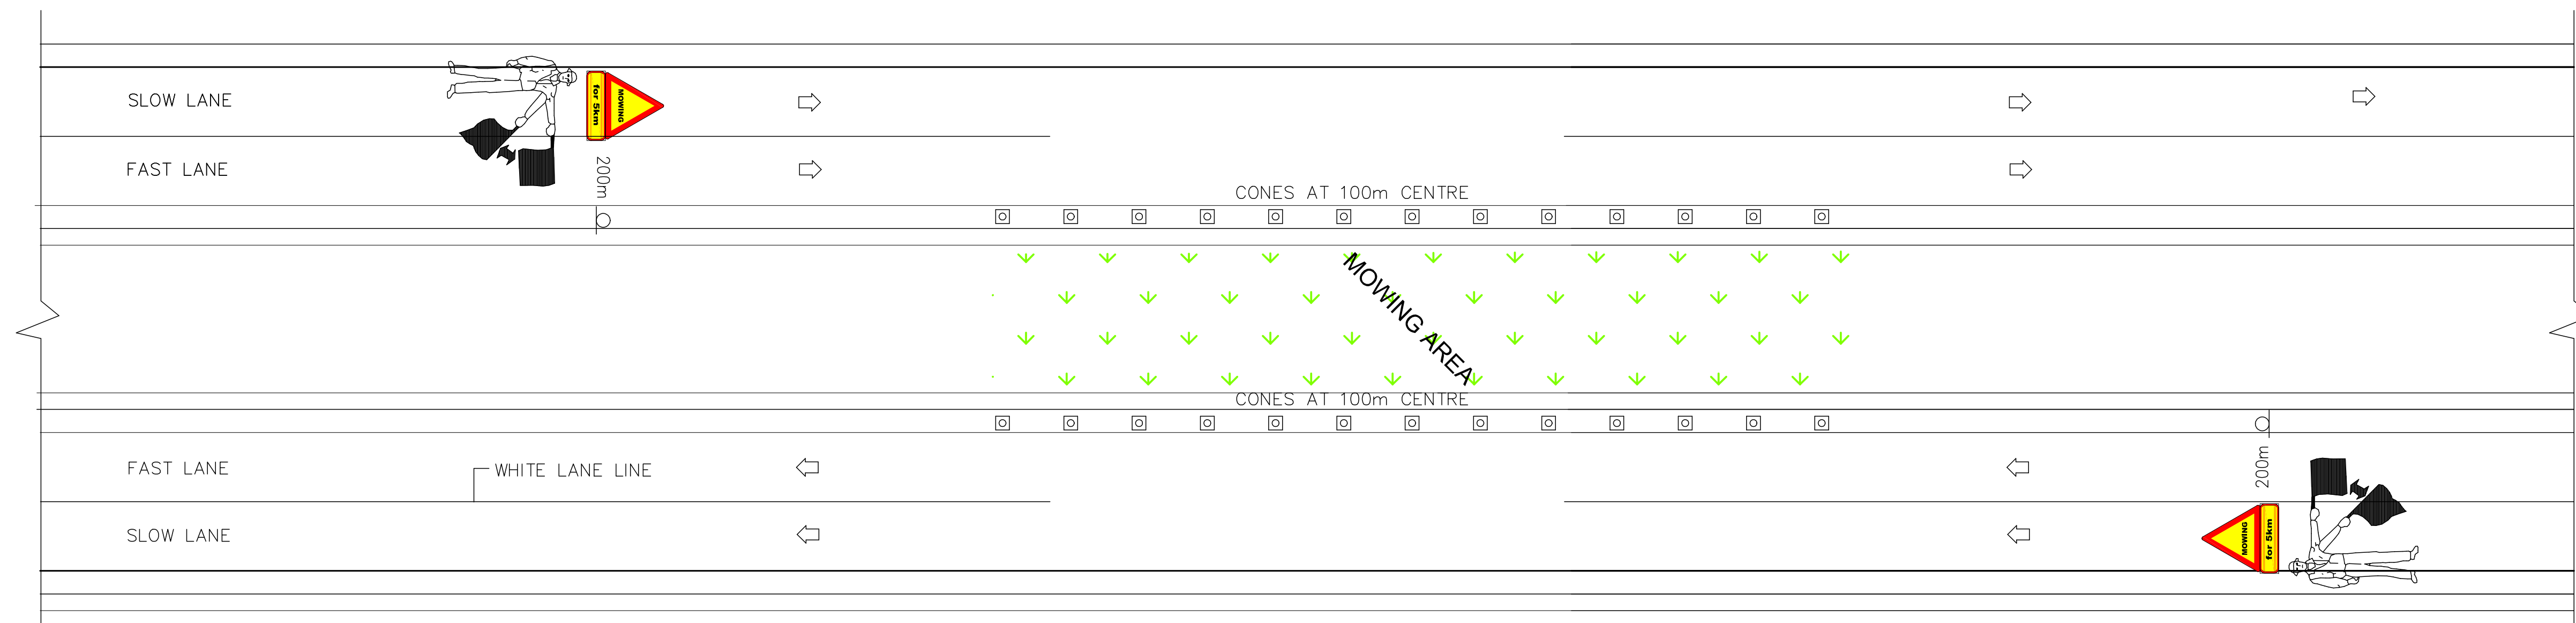 SLOW LANE
for 5km
MOWING
FAST LANE
200m
CONES AT 100m CENTRE
MOWING AREA
CONES AT 100m CENTRE
FAST LANE
WHITE LANE LINE
200m
SLOW LANE
MOWING
for 5km